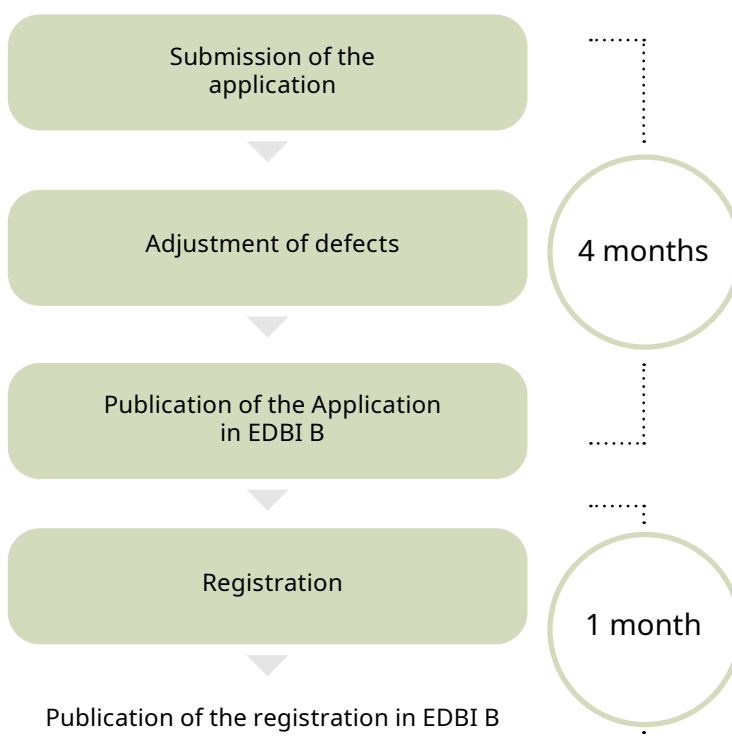 Submission of the
application
Adjustment of defects
4 months
Publication of the Application
in EDBI B
Registration
1 month
Publication of the registration in EDBI B